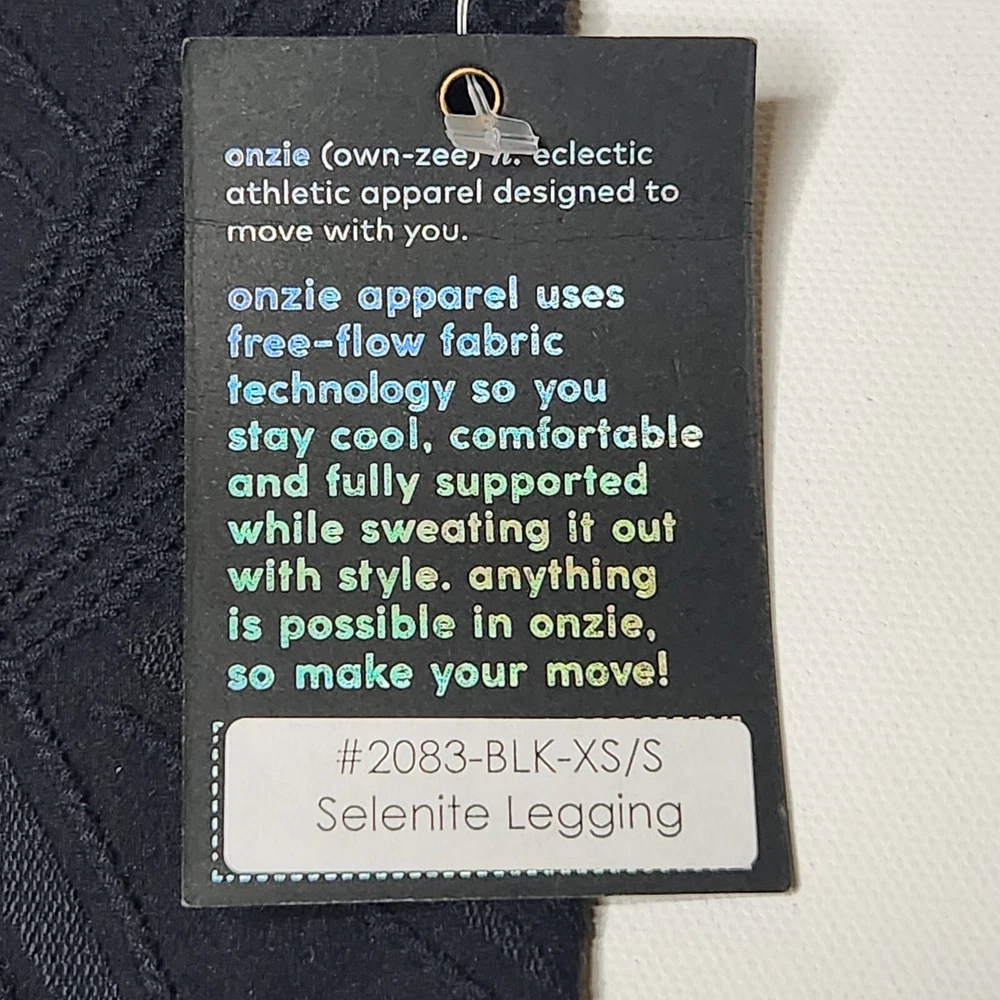 onzie (own-zee) n. eclectic
athletic apparel designed to
move with you.
onzie apparel uses
free-flow fabric
technology so you
stay cool, comfortable
and fully supported
while sweating it out
with style. anything
is possible in onzie,
so make your move!
#2083-BLK-XS/S
Selenite Legging